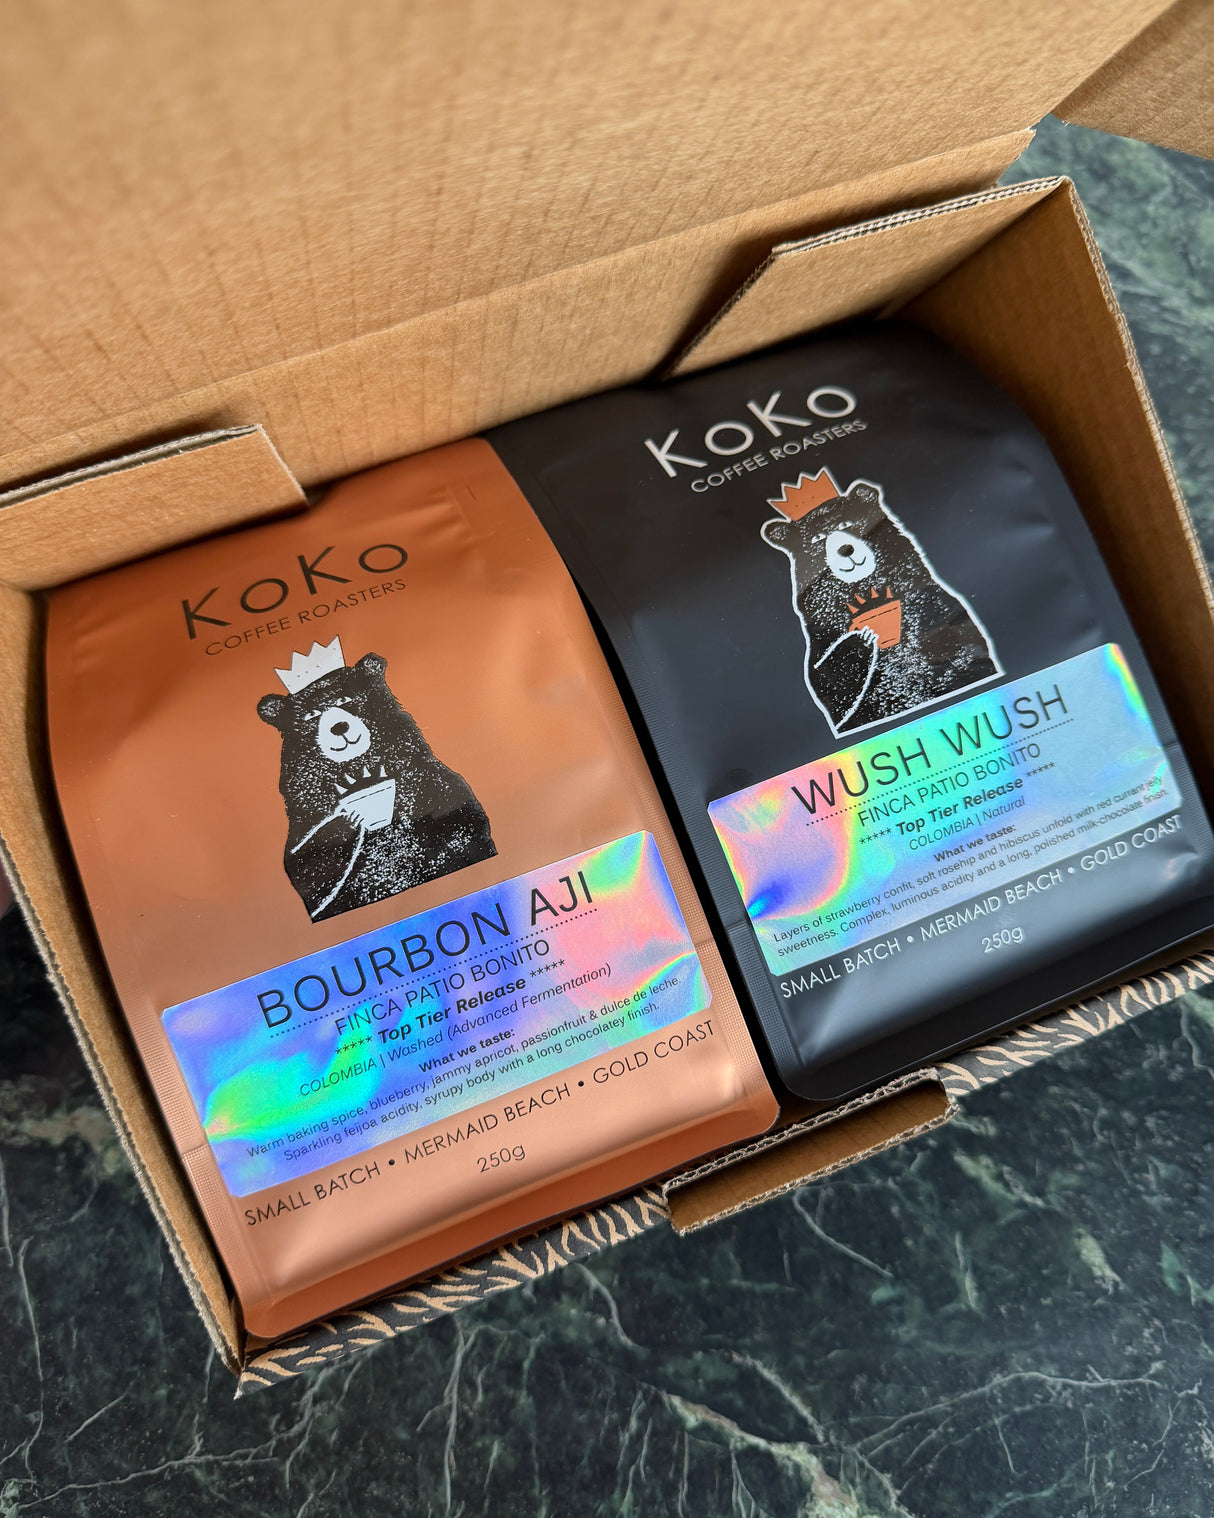 KOKO
COFFEE ROASTERS
BOURBON AJI
FINCA PATIO BONITO
***** Top Tier Release *****
COLOMBIA | Washed (Advanced Fermentation)
What we taste:
Warm baking spice, blueberry, jammy apricot, passionfruit & dulce de leche.
Sparkling feijoa acidity, syrupy body with a long chocolatey finish.
SMALL BATCH • MERMAID BEACH • GOLD COAST
250g
KOKO
COFFEE ROASTERS
WUSH WUSH
FINCA PATIO BONITO
***** Top Tier Release *****
COLOMBIA | Natural
What we taste:
Layers of strawberry confit, soft rosehip and hibiscus unfold with red currant jelly
sweetness. Complex, luminous acidity and a long, polished milk-chocolate finish.
SMALL BATCH • MERMAID BEACH • GOLD COAST
250g